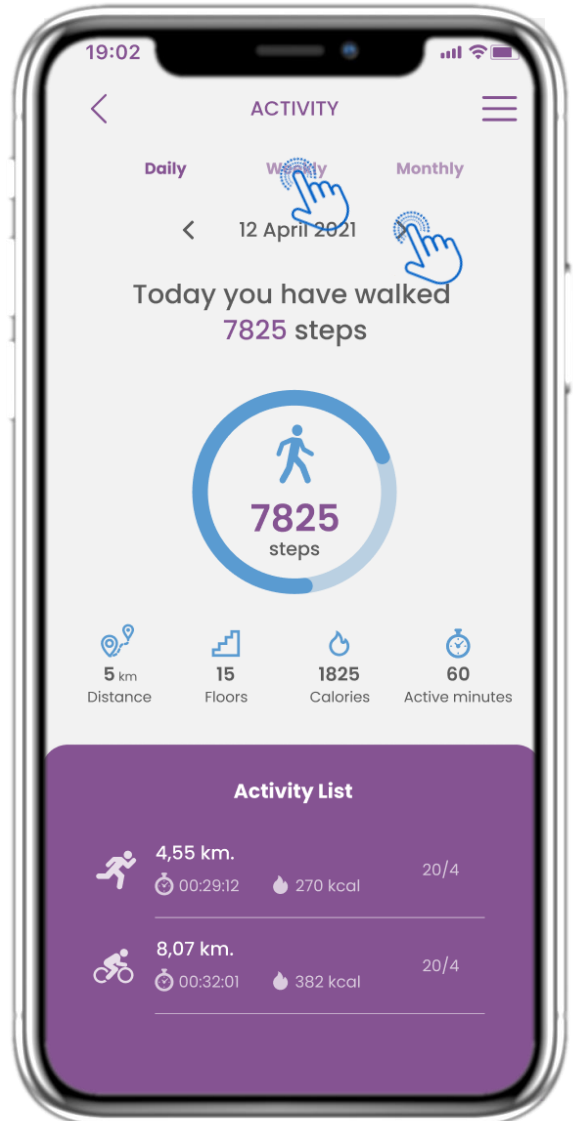 19:02
ACTIVITY
Daily Weekly Monthly
12 April 2021
Today you have walked
7825 steps
7825
steps
5 km 15 1825 60
Distance Floors Calories Active minutes
Activity List
4,55 km.
00:29:12 270 kcal 20/4
8,07 km.
00:32:01 382 kcal 20/4